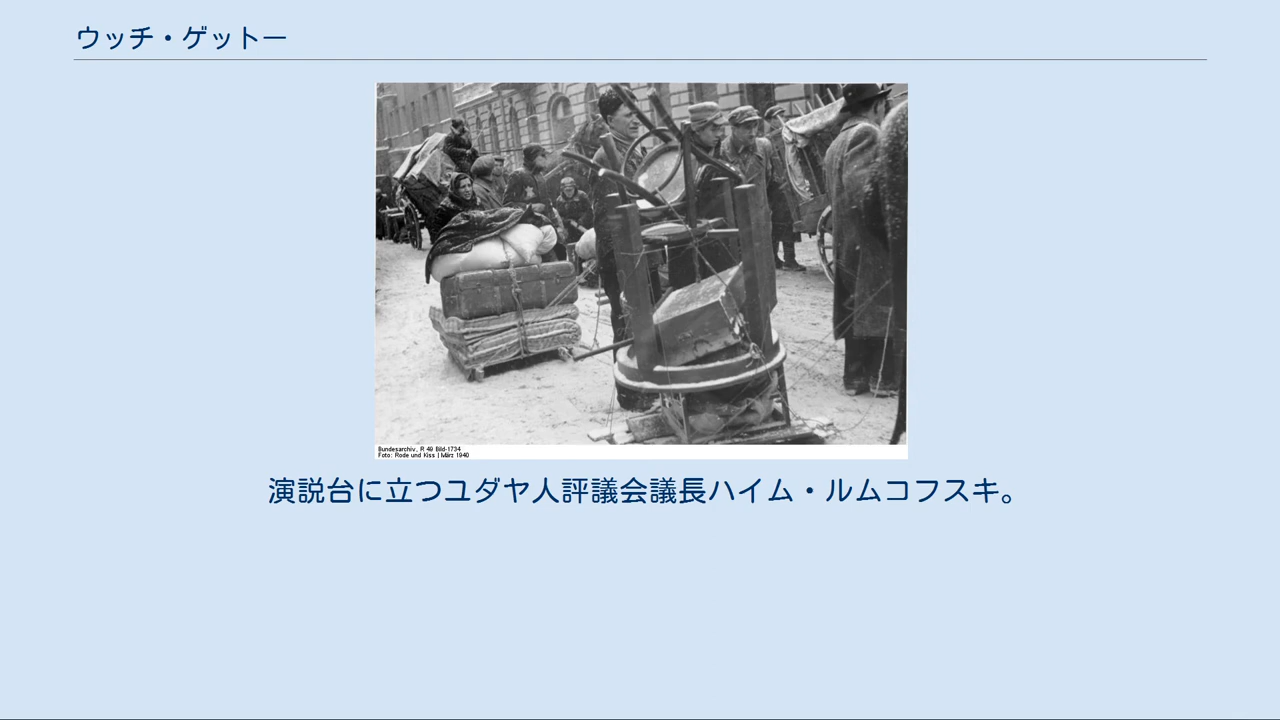 ウッチ・ゲットー
Bundesarchiv, R 49 Bild-1734
Foto: Rode und Kiss | März 1940
演説台に立つユダヤ人評議会議長ハイム・ルムコフスキ。